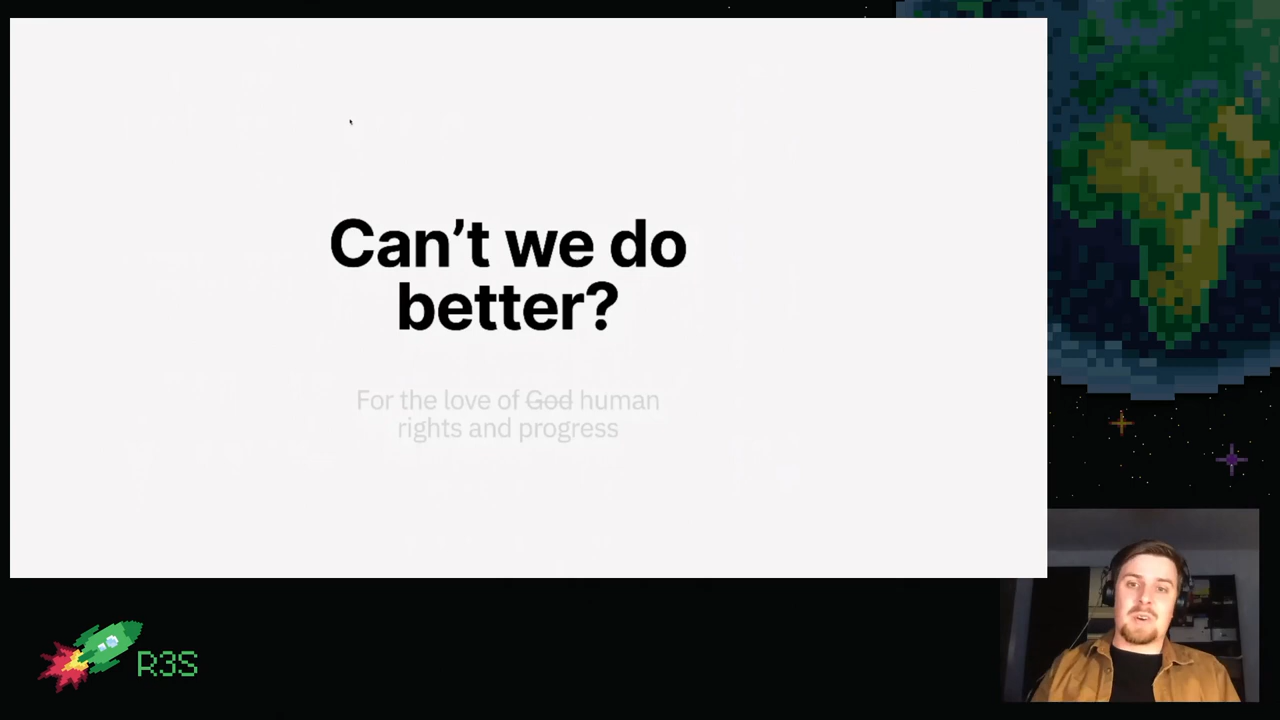 Can’t we do
better?
For the love of God human
rights and progress
R3S